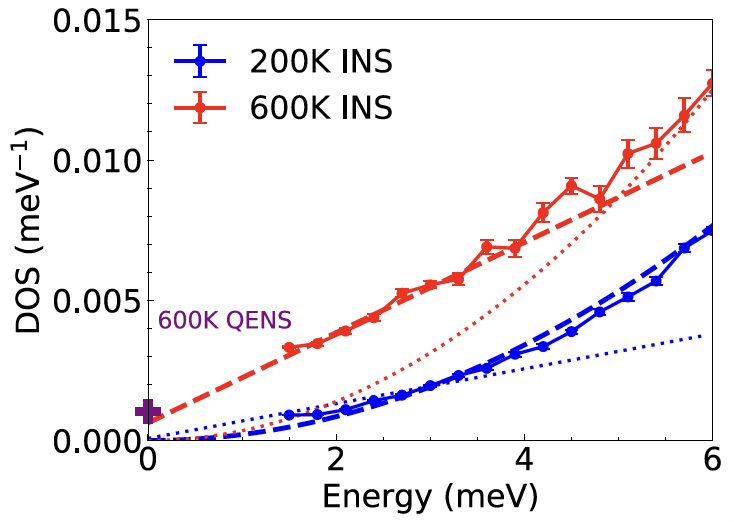 0.015
0.010
0.005
0.000
DOS (meV⁻¹)
200K INS
600K INS
600K QENS
0 2 4 6
Energy (meV)